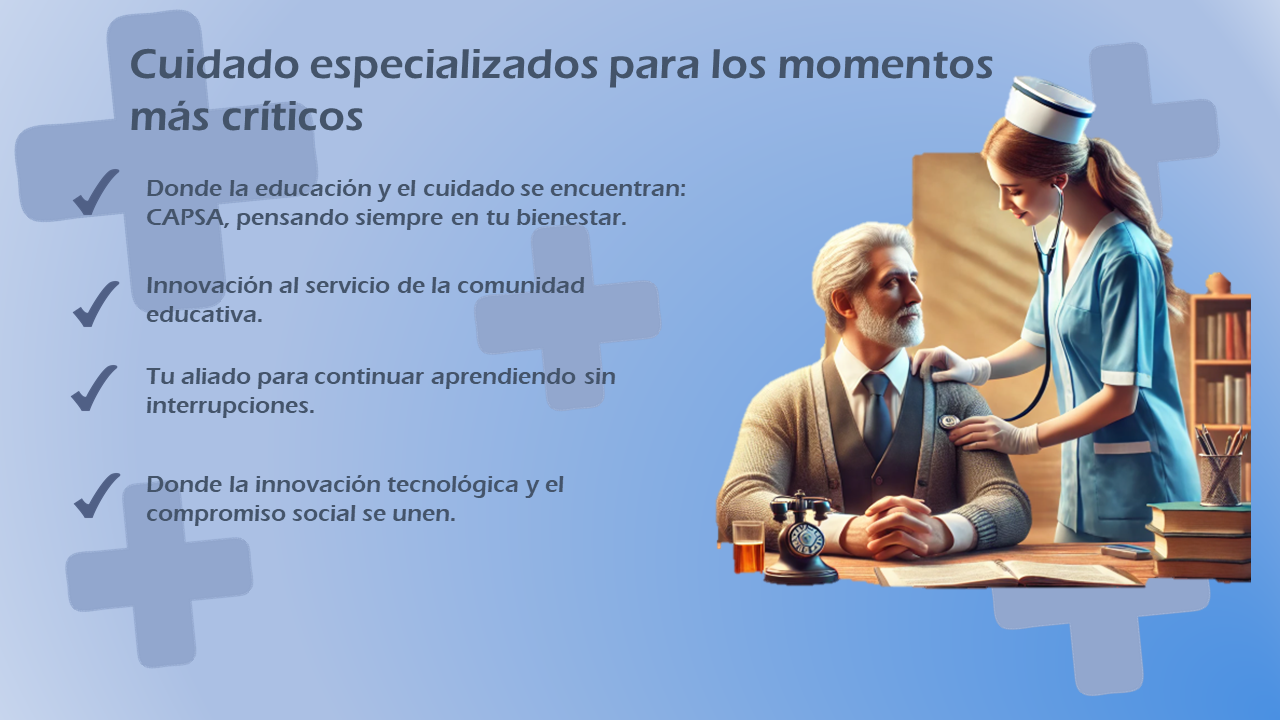 Cuidado especializados para los momentos
más críticos
Donde la educación y el cuidado se encuentran:
CAPSA, pensando siempre en tu bienestar.
Innovación al servicio de la comunidad
educativa.
Tu aliado para continuar aprendiendo sin
interrupciones.
Donde la innovación tecnológica y el
compromiso social se unen.